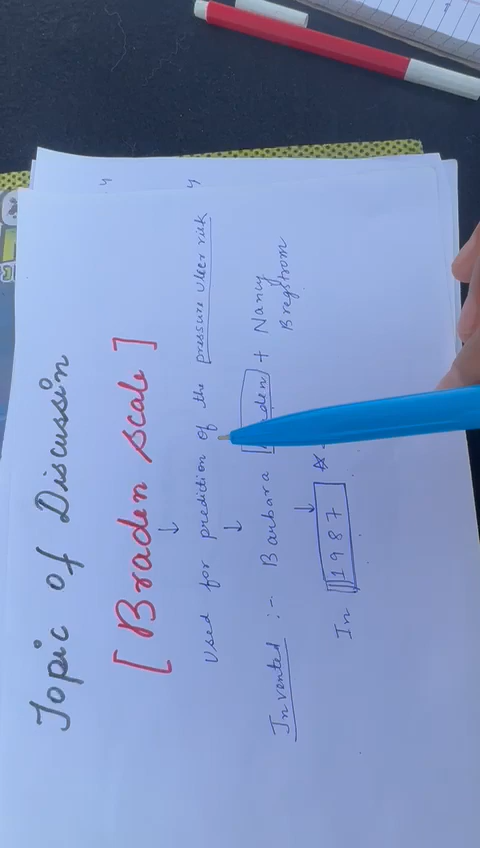 Topic of Discussion
[Braden scale]
Used for prediction of the pressure ulcer risk
Invented :- Barbara + Nancy
Bregstrom
In 1987